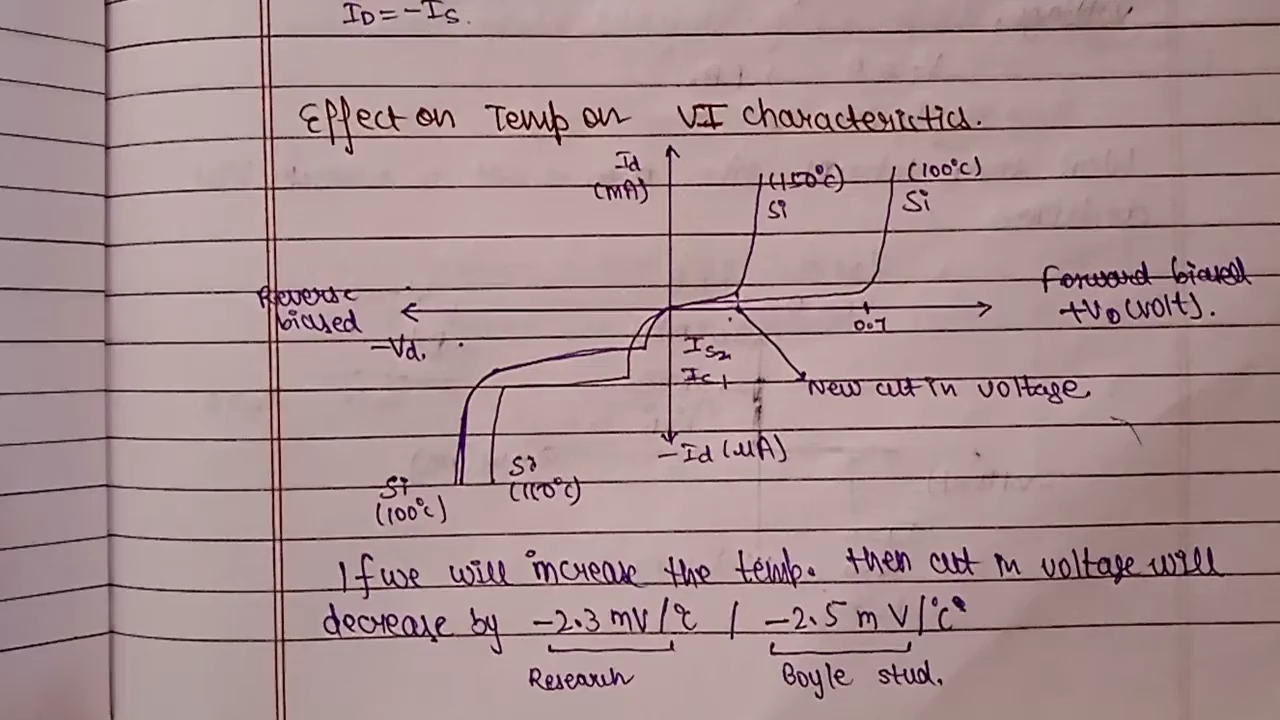 ID = -IS.
Effect on Temp on VI characteristics.
Id
(mA)
(150°C)
Si
(100°C)
Si
Reverse
biased
-Vd.
Forward biased
+VD (volt).
0.7
IS2
IC1
New cut in voltage
-Id (μA)
Si
(100°C)
Si
(110°C)
If we will increase the temp. then cut in voltage will
decrease by -2.3 mV/°C / -2.5 mV/°C
Research
Boyle stud.